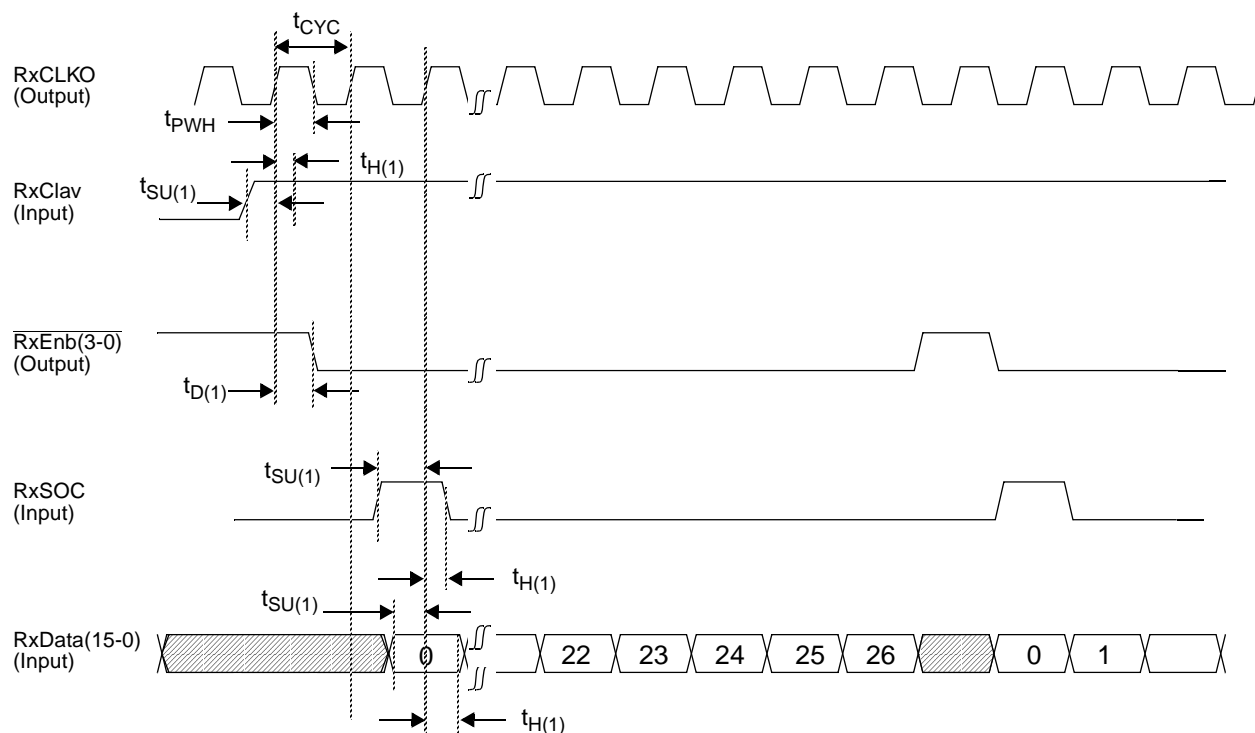 tCYC
RxCLKO
(Output)
tPWH
tH(1)
RxClav
(Input)
tSU(1)
RxEnb(3-0)
(Output)
tD(1)
tSU(1)
RxSOC
(Input)
tH(1)
tSU(1)
RxData(15-0)
(Input)
0 22 23 24 25 26 0 1
tH(1)